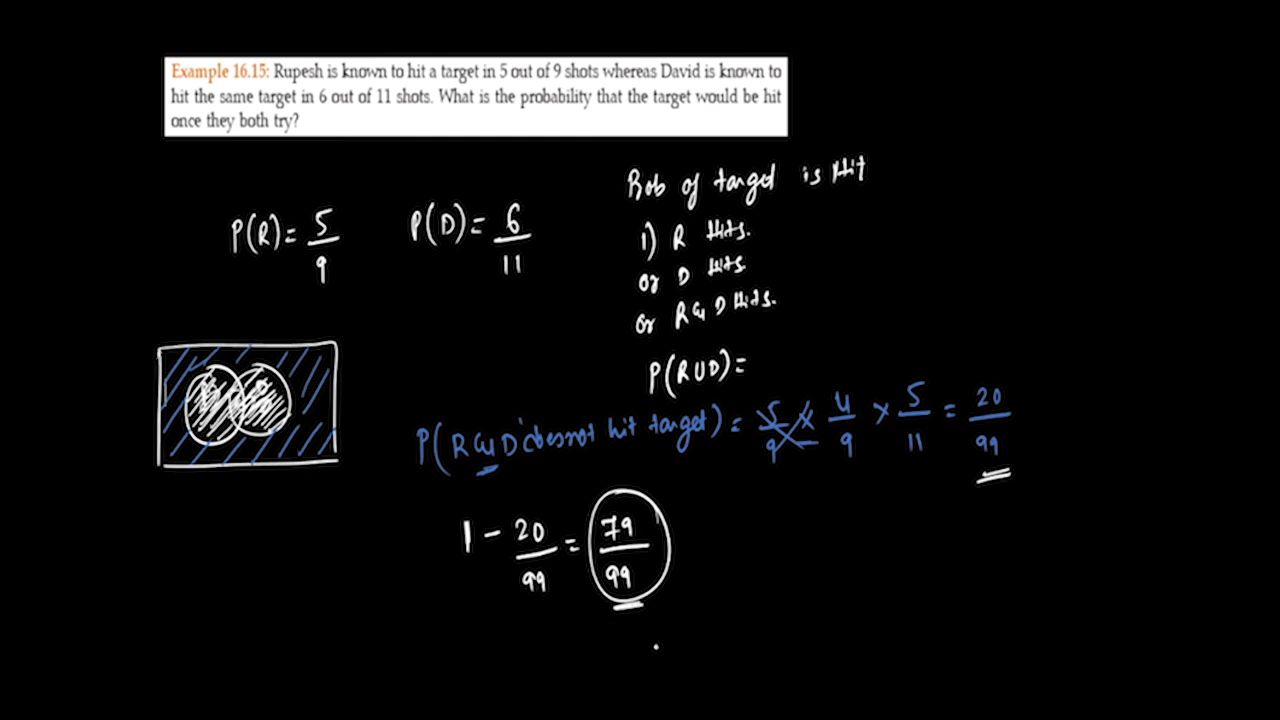 Example 16.15: Rupesh is known to hit a target in 5 out of 9 shots whereas David is known to
hit the same target in 6 out of 11 shots. What is the probability that the target would be hit
once they both try?
Prob of target is Hit
P(R) = 5/9
P(D) = 6/11
1) R Hits.
or D Hits
or R & D Hits.
P(RUD) =
P(R & D does not hit target) = 4/9 × 5/11 = 20/99
1 - 20/99 = 79/99